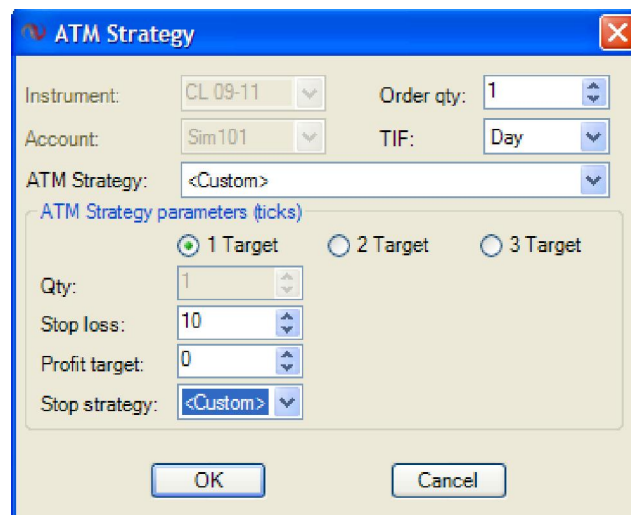 ATM Strategy
Instrument: CL 09-11 Order qty: 1
Account: Sim101 TIF: Day
ATM Strategy: <Custom>
ATM Strategy parameters (ticks)
1 Target 2 Target 3 Target
Qty: 1
Stop loss: 10
Profit target: 0
Stop strategy: <Custom>
OK Cancel